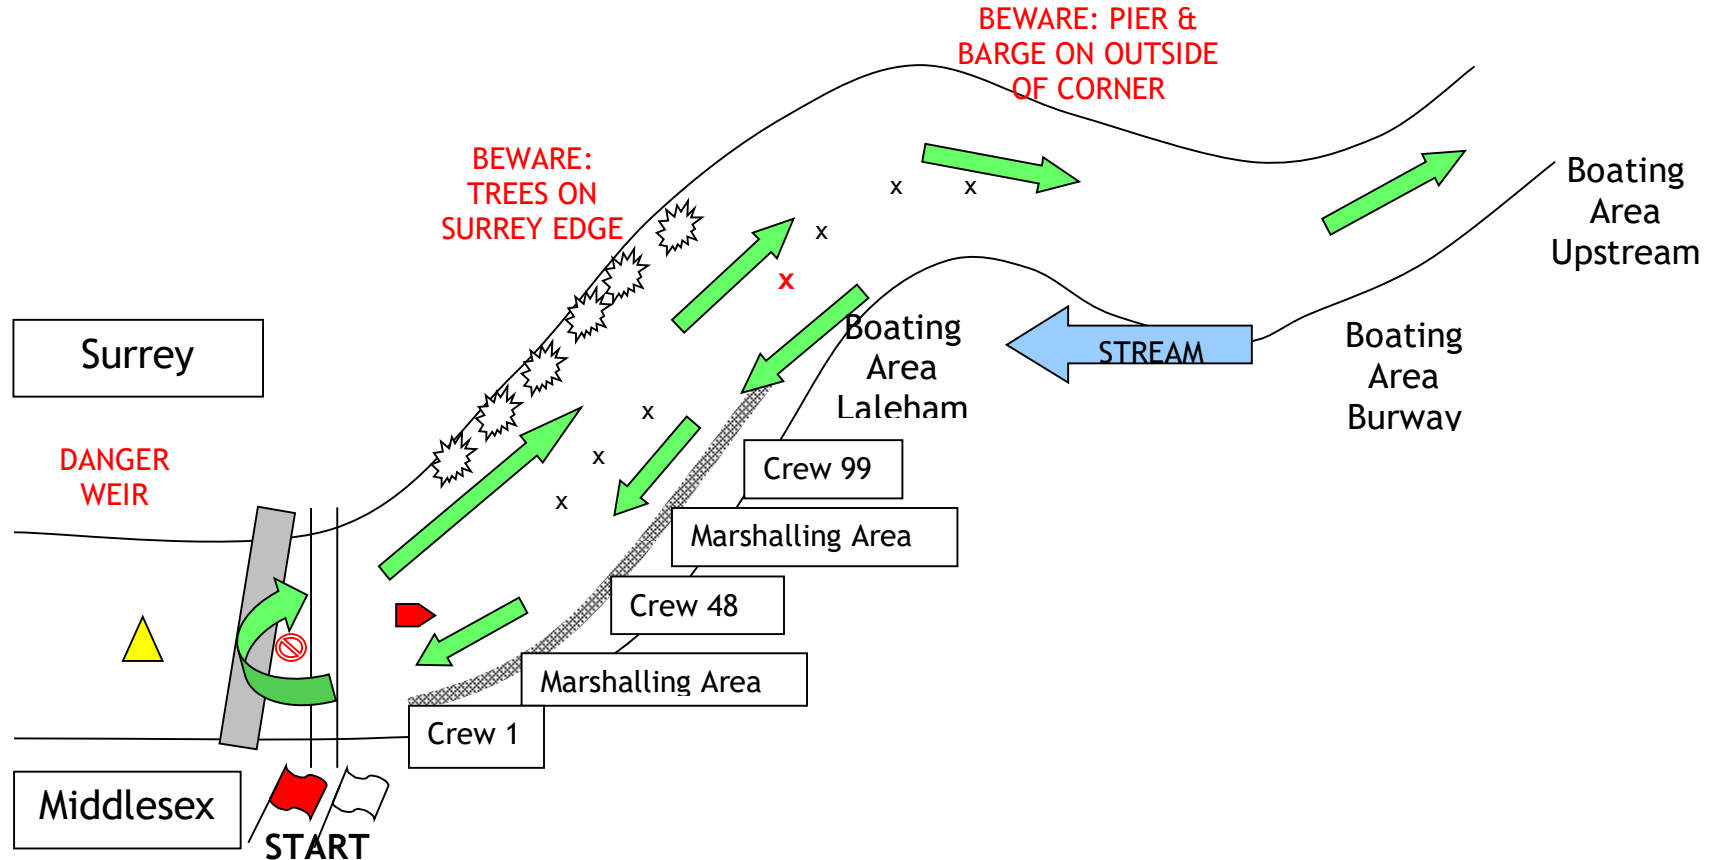 BEWARE: PIER &
BARGE ON OUTSIDE
OF CORNER
BEWARE:
TREES ON
SURREY EDGE
Boating
Area
Upstream
x
x
x
x
Surrey
Boating
Area
Laleham
STREAM
Boating
Area
Burway
x
x
x
DANGER
WEIR
Crew 99
Marshalling Area
Crew 48
Marshalling Area
Crew 1
Middlesex
START